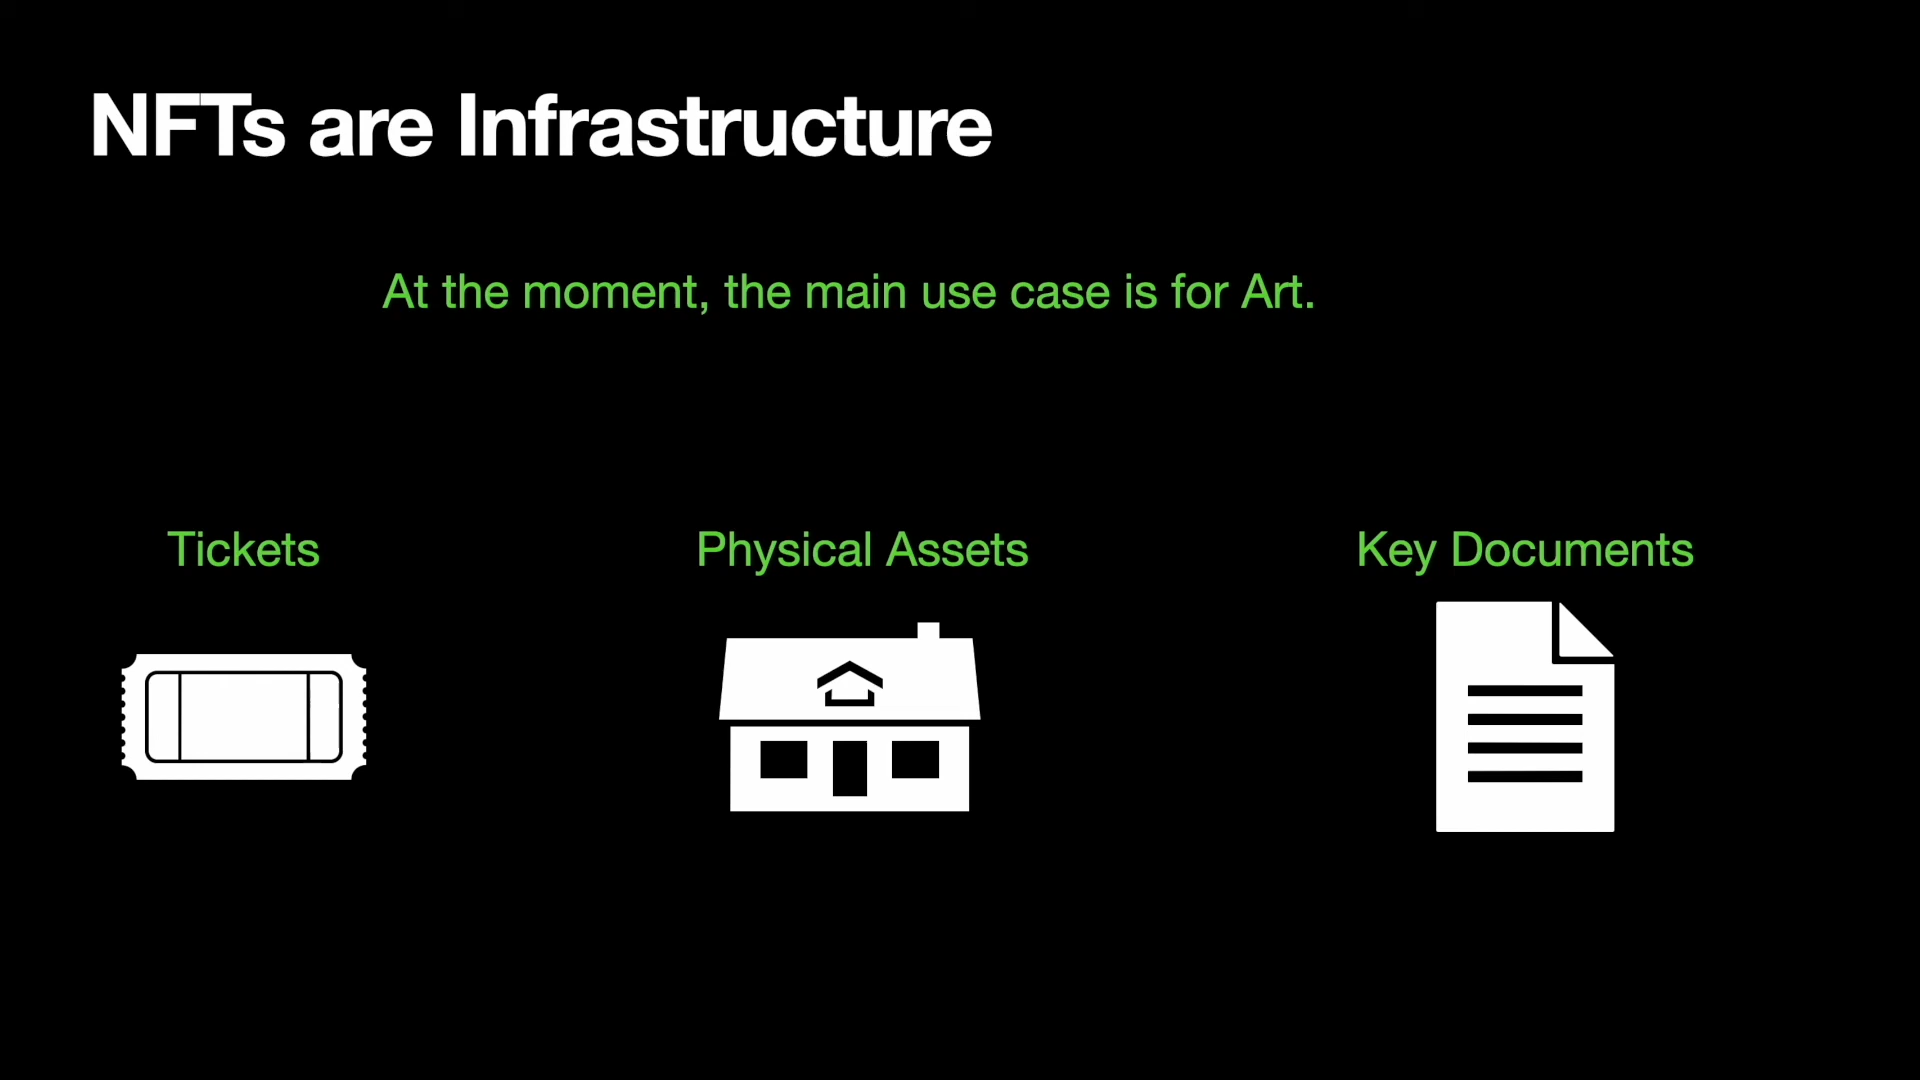 NFTs are Infrastructure
At the moment, the main use case is for Art.
Tickets
Physical Assets
Key Documents